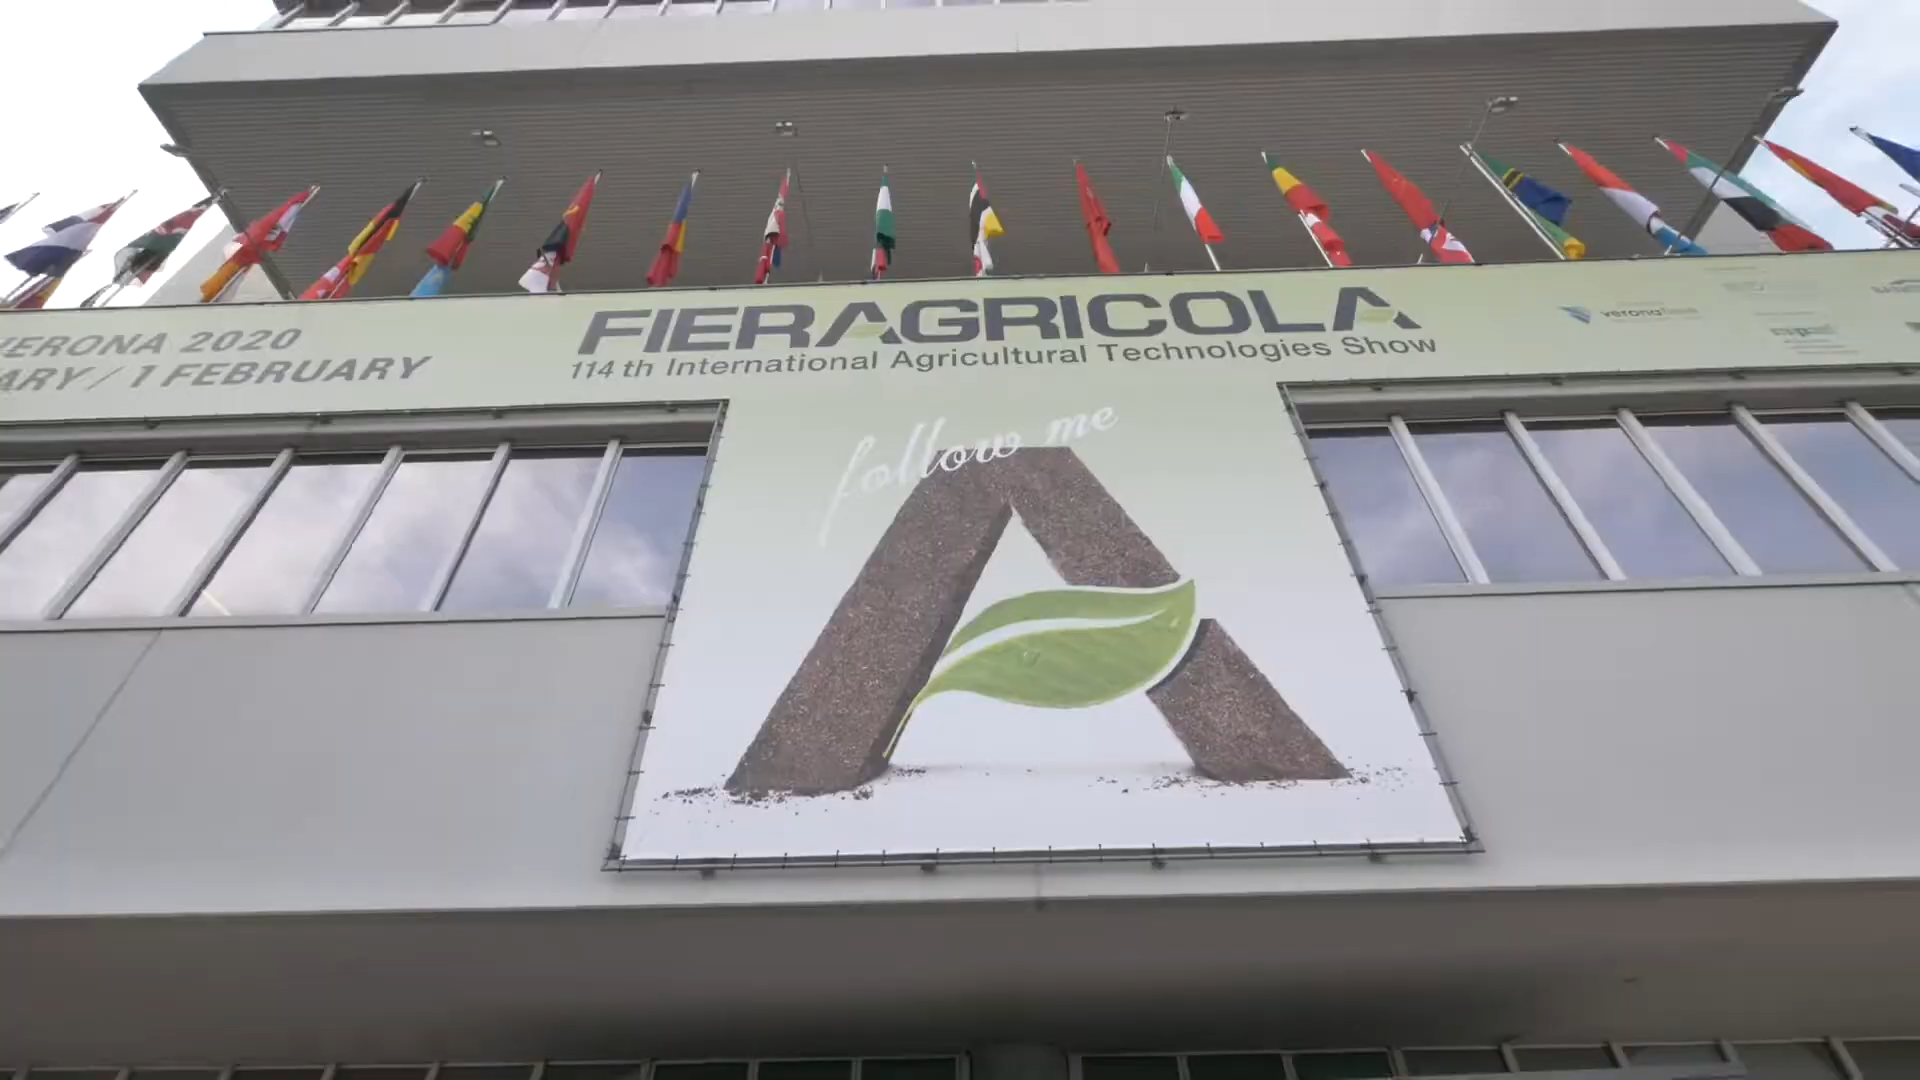 VERONA 2020
ARY / 1 FEBRUARY
FIERAGRICOLA
114 th International Agricultural Technologies Show
veronafiere
follow me